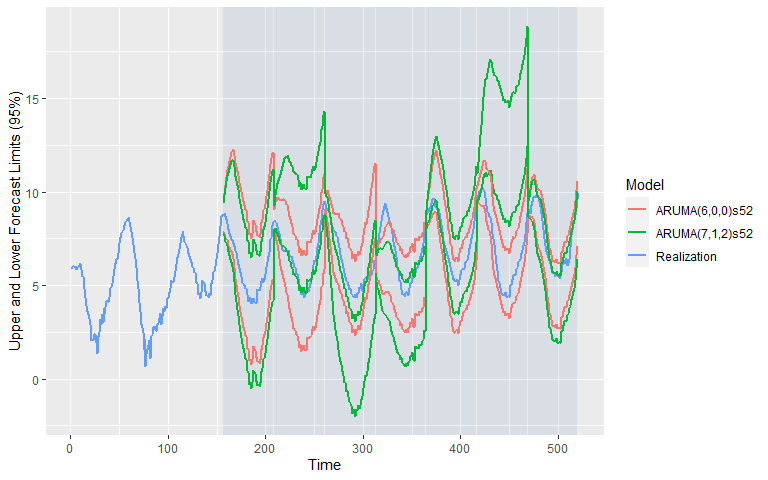 Upper and Lower Forecast Limits (95%)
15
10
5
0
0 100 200 300 400 500
Time
Model
ARUMA(6,0,0)s52
ARUMA(7,1,2)s52
Realization